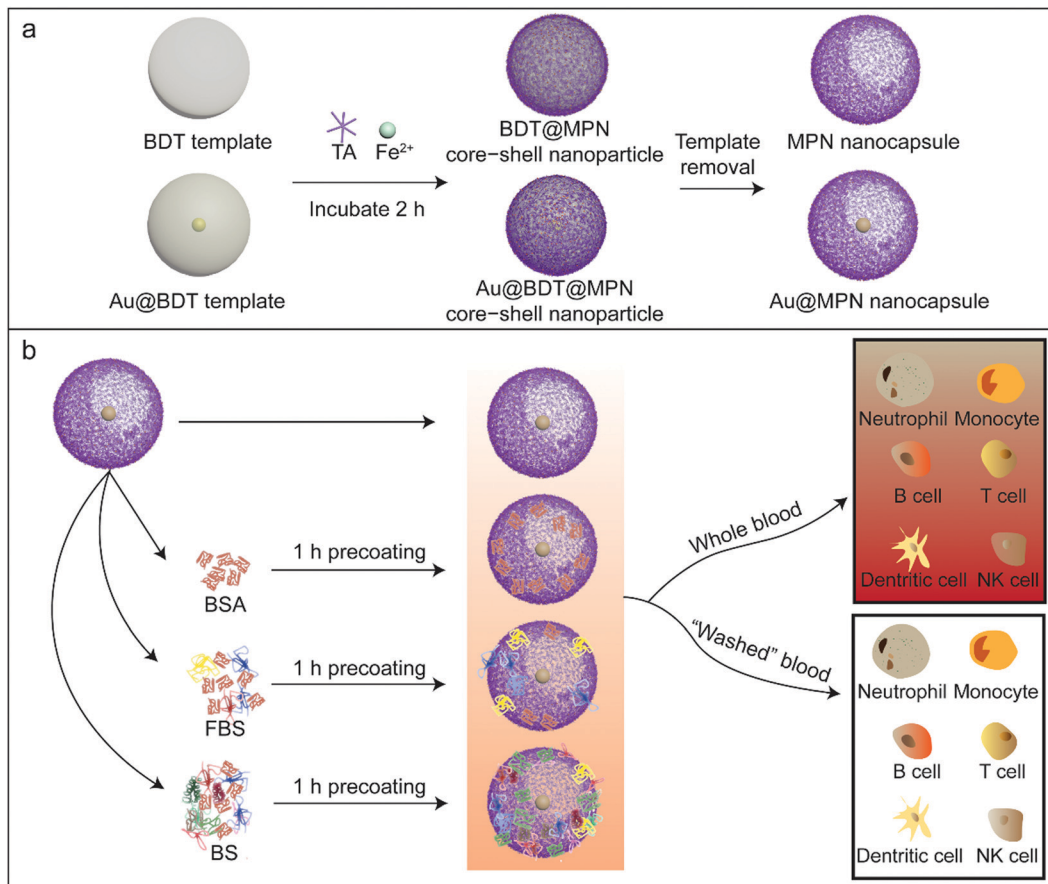 a
BDT template
Au@BDT template
TA
Fe²⁺
Incubate 2 h
BDT@MPN
core−shell nanoparticle
Au@BDT@MPN
core−shell nanoparticle
Template
removal
MPN nanocapsule
Au@MPN nanocapsule
b
BSA
1 h precoating
FBS
1 h precoating
BS
1 h precoating
Whole blood
"Washed" blood
Neutrophil
Monocyte
B cell
T cell
Dentritic cell
NK cell
Neutrophil
Monocyte
B cell
T cell
Dentritic cell
NK cell